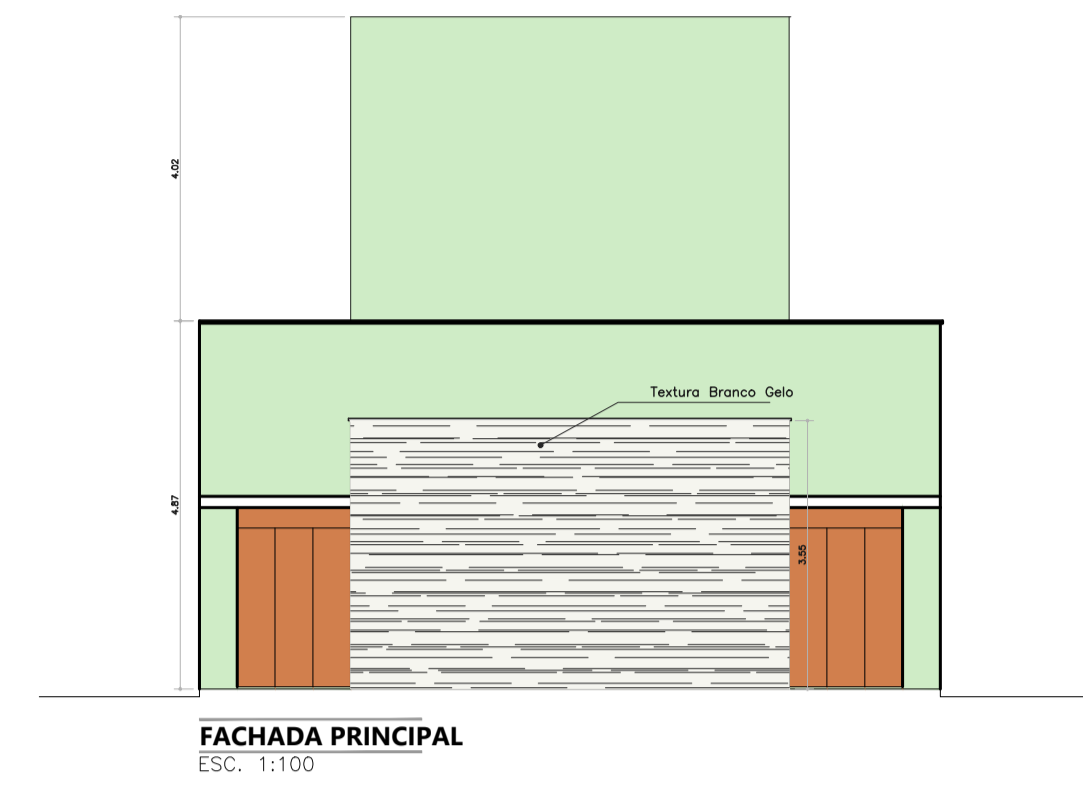 4.02
Textura Branco Gelo
4.87
3.55
FACHADA PRINCIPAL
ESC. 1:100